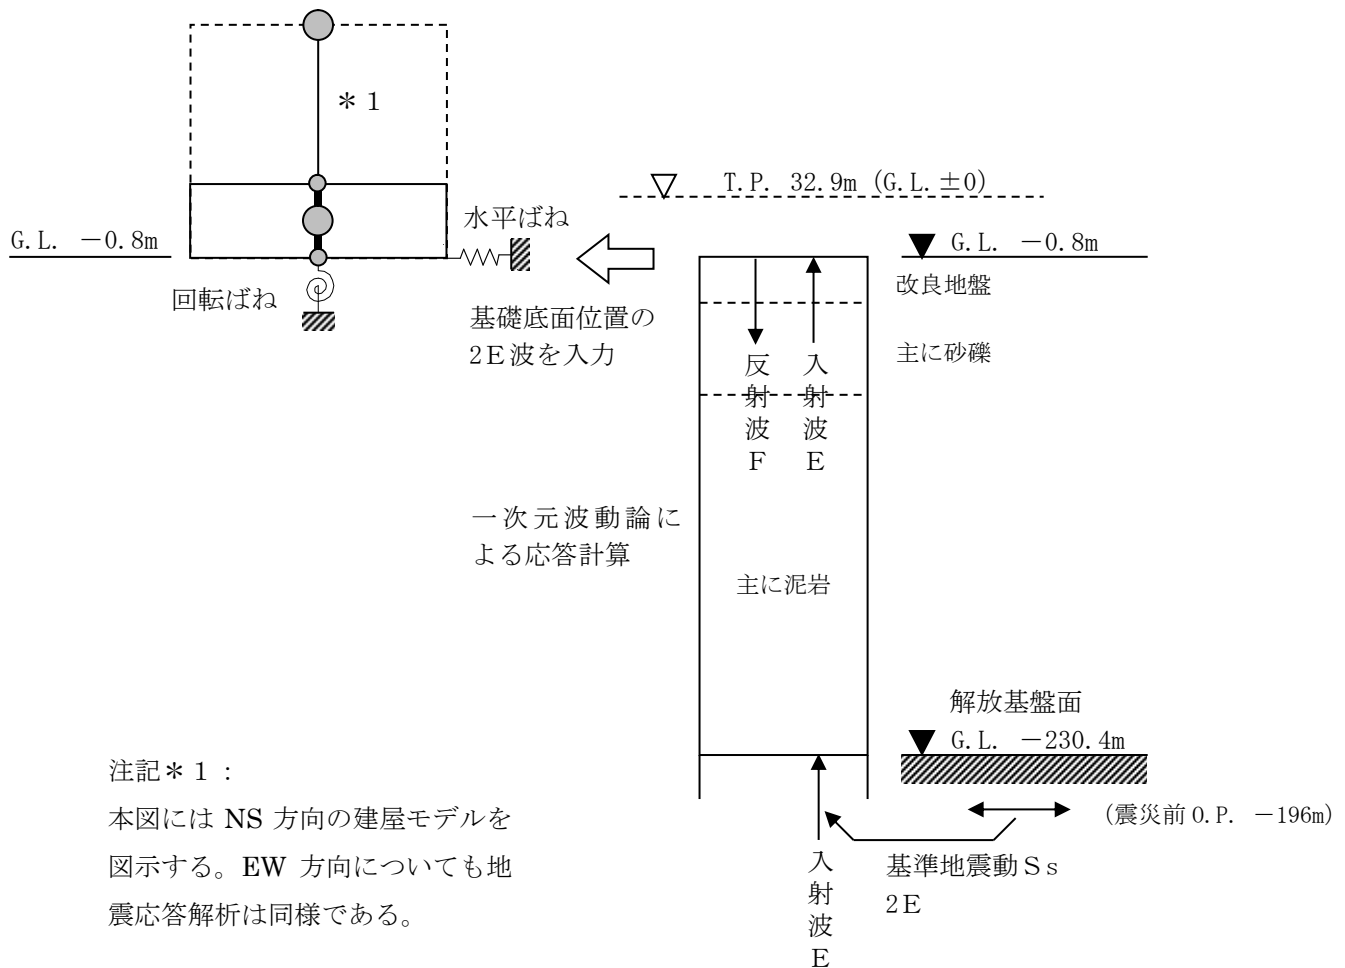 ＊１
T.P. 32.9m (G.L.±0)
G.L. －0.8m
水平ばね
G.L. －0.8m
回転ばね
改良地盤
基礎底面位置の
2Ｅ波を入力
主に砂礫
反射波Ｆ
入射波Ｅ
一次元波動論に
よる応答計算
主に泥岩
解放基盤面
G.L. －230.4m
(震災前 O.P. －196m)
基準地震動Ｓｓ
2Ｅ
入射波Ｅ
注記＊１：
本図には NS 方向の建屋モデルを
図示する。EW 方向についても地
震応答解析は同様である。